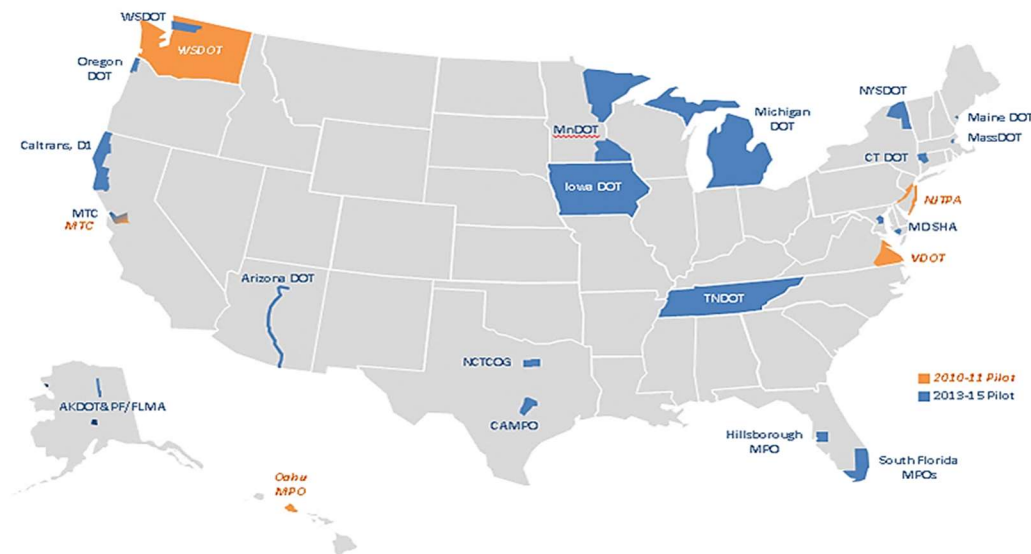 WSDOT
WSDOT
Oregon
DOT
Caltrans, D1
MTC
MTC
Arizona DOT
MnDOT
Iowa DOT
Michigan
DOT
NYSDOT
Maine DOT
MassDOT
CT DOT
NJTPA
MDSHA
VDOT
TNDOT
NCTCOG
CAMPO
Hillsborough
MPO
South Florida
MPOs
AKDOT&PF/FLMA
Oahu
MPO
2010-11 Pilot
2013-15 Pilot